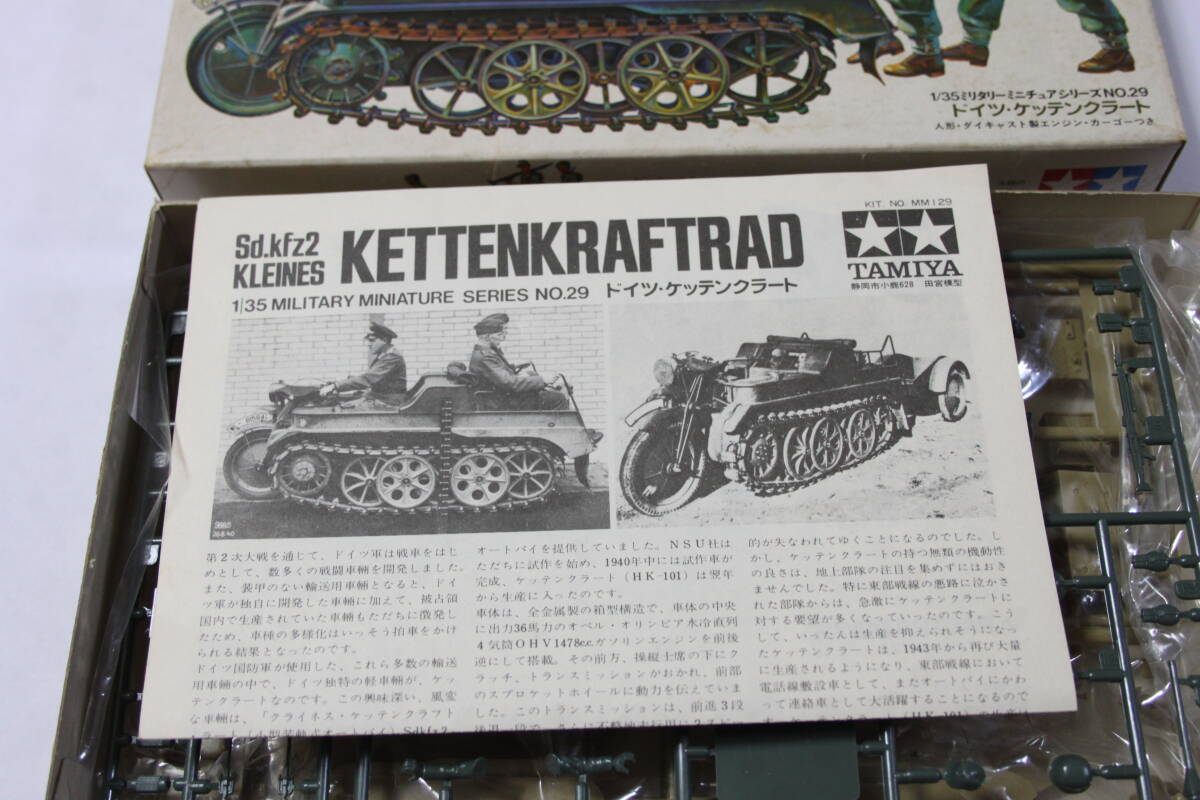 1/35ミリタリーミニチュアシリーズNO.29
ドイツ・ケッテンクラート
人形・ダイキャスト製エンジン・カーゴーつき
KIT. NO. MM129
Sd.kfz2
KLEINES
KETTENKRAFTRAD
TAMIYA
1/35 MILITARY MINIATURE SERIES NO.29 ドイツ・ケッテンクラート
静岡市小鹿628 田宮模型
第2次大戦を通じて、ドイツ軍は戦車をはじ
めとして、数多くの戦闘車輛を開発しました。
また、装甲のない輸送用車輛となると、ドイ
ツ軍が独自に開発した車輛に加えて、被占領
国内で生産されていた車輛もただちに徴発し
たため、車種の多様化はいっそう拍車をかけ
られる結果となったのです。
ドイツ国防軍が使用した、これら多数の輸送
用車輛の中で、ドイツ独特の軽車輛が、ケッ
テンクラートなのです。この興味深い、風変
な車輛は、「クライネス・ケッテンクラフト
オートバイを提供していました。NSU社は
ただちに試作を始め、1940年中には試作車が
完成、ケッテンクラート(HK-101)は翌年
から生産に入ったのです。
車体は、全金属製の箱型構造で、車体の中央
に出力36馬力のオペル・オリンピア水冷直列
4気筒OHV1478ccガソリンエンジンを前後
逆にして搭載。その前方、操縦士席の下にク
ラッチ、トランスミッションがおかれ、前部
のスプロケットホイールに動力を伝えていま
した。このトランスミッションは、前進3段
的が失なわれてゆくことになるのでした。し
かし、ケッテンクラートの持つ無類の機動性
の良さは、地上部隊の注目を集めずにはおき
ませんでした。特に東部戦線の悪路に泣かさ
れた部隊からは、急激にケッテンクラートに
対する要望が多くなっていったのです。こう
して、いったんは生産を抑えられそうになっ
たケッテンクラートは、1943年から再び大量
に生産されるようになり、東部戦線において
電話線敷設車として、またオートバイにかわ
って連絡車として大活躍することになるので